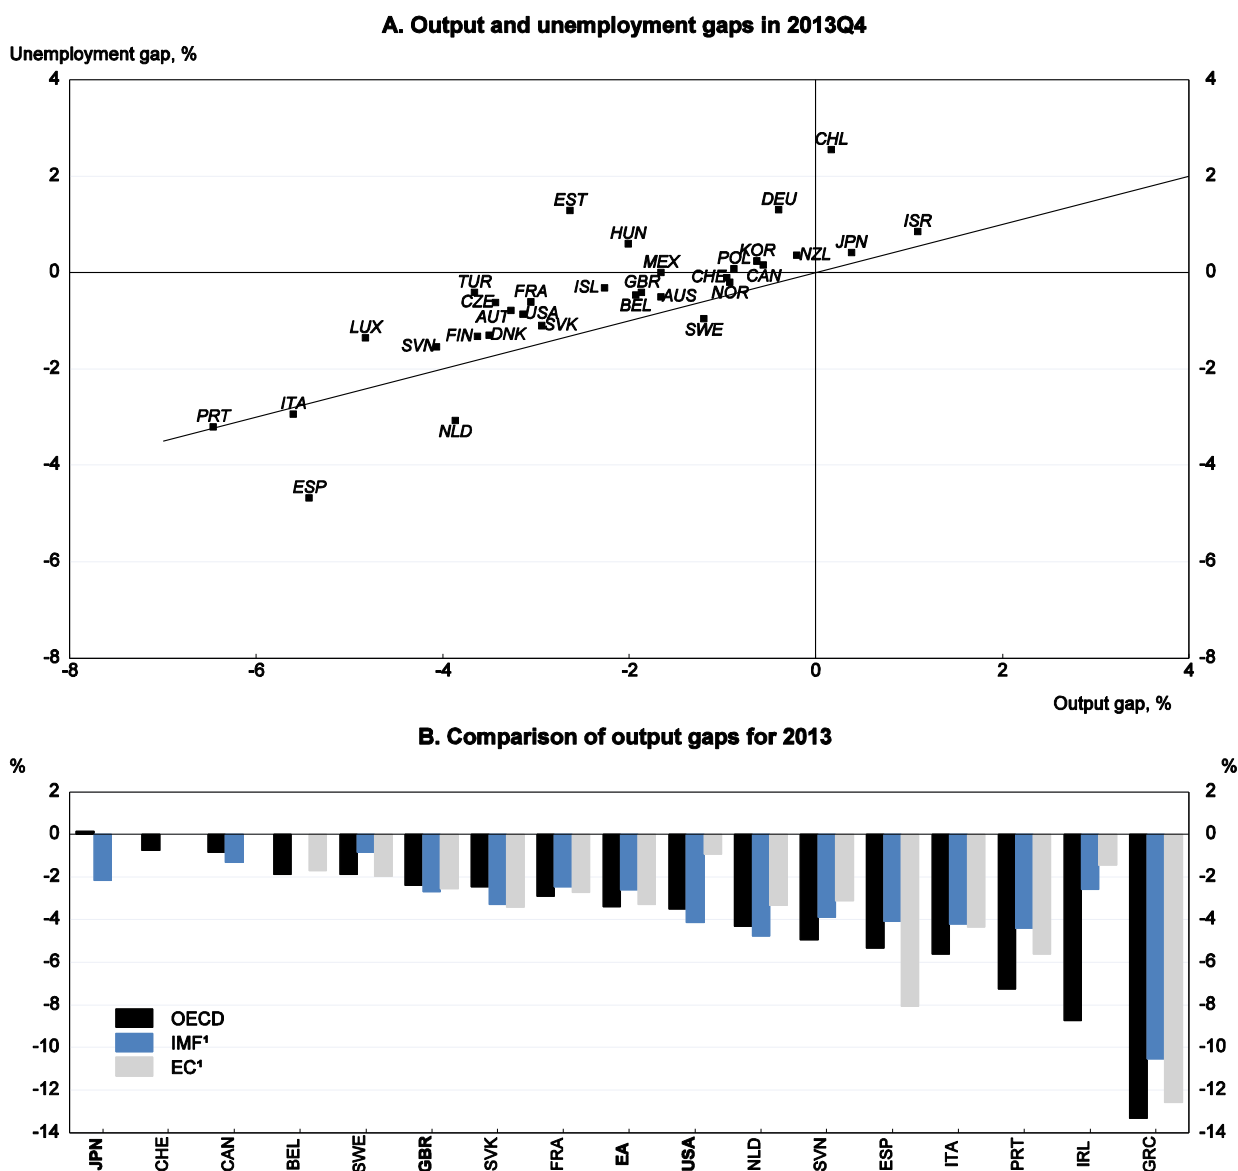 A. Output and unemployment gaps in 2013Q4
Unemployment gap, %
4 4
CHL
2 2
EST DEU
ISR
HUN JPN
KOR NZL
MEX POL
0 CHE CAN 0
TUR ISL GBR NOR
CZE FRA BEL AUS
AUT USA
LUX FIN DNK SVK SWE
SVN
-2 -2
ITA
PRT
NLD
-4 -4
ESP
-6 -6
-8 -8
-8 -6 -4 -2 0 2 4
Output gap, %
B. Comparison of output gaps for 2013
% %
2 2
0 0
-2 -2
-4 -4
-6 -6
-8 -8
OECD
IMF¹
-10 -10
EC¹
-12 -12
-14 -14
JPN CHE CAN BEL SWE GBR SVK FRA EA USA NLD SVN ESP ITA PRT IRL GRC